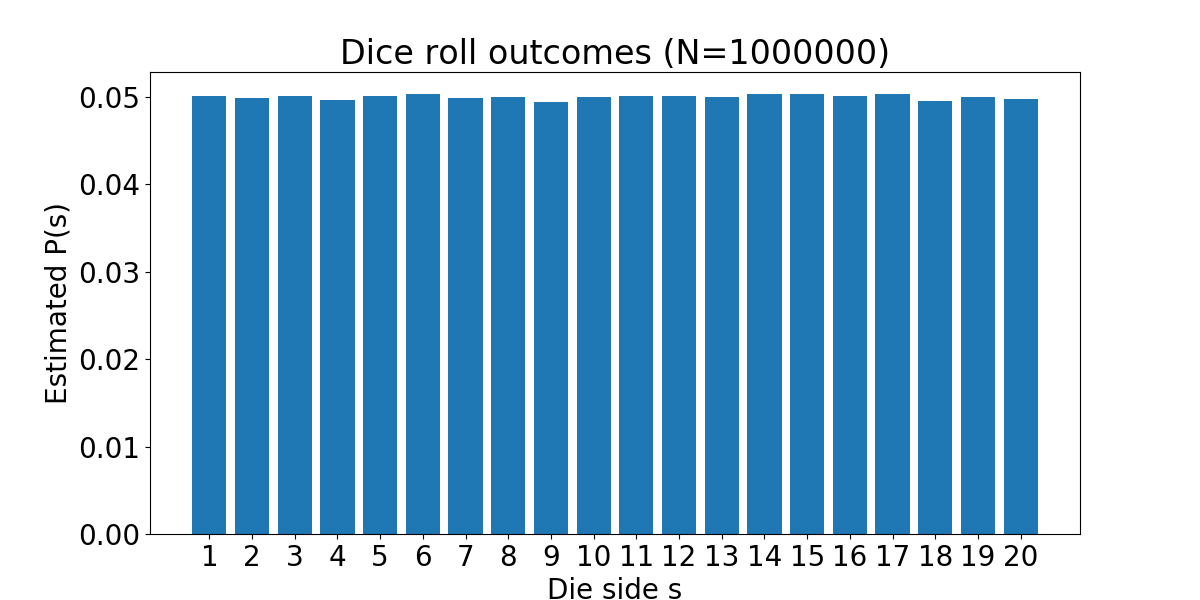 Dice roll outcomes (N=1000000)
Estimated P(s)
0.05
0.04
0.03
0.02
0.01
0.00
1 2 3 4 5 6 7 8 9 10 11 12 13 14 15 16 17 18 19 20
Die side s